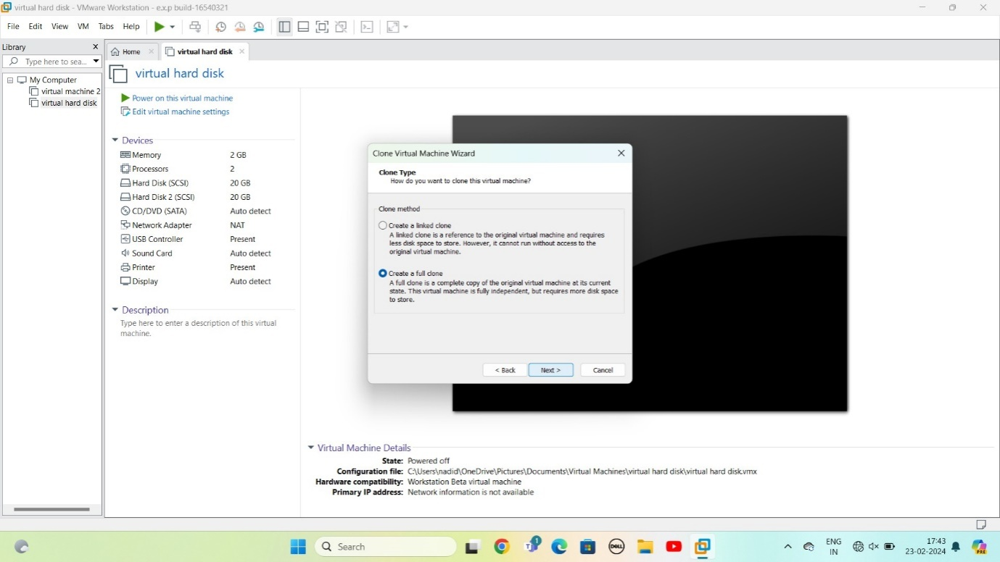 virtual hard disk - VMware Workstation - e.x.p build-16540321
File Edit View VM Tabs Help
Library
Type here to sea...
My Computer
virtual machine 2
virtual hard disk
Home
virtual hard disk
virtual hard disk
Power on this virtual machine
Edit virtual machine settings
Devices
Memory 2 GB
Processors 2
Hard Disk (SCSI) 20 GB
Hard Disk 2 (SCSI) 20 GB
CD/DVD (SATA) Auto detect
Network Adapter NAT
USB Controller Present
Sound Card Auto detect
Printer Present
Display Auto detect
Description
Type here to enter a description of this virtual
machine.
Clone Virtual Machine Wizard
Clone Type
How do you want to clone this virtual machine?
Clone method
Create a linked clone
A linked clone is a reference to the original virtual machine and requires
less disk space to store. However, it cannot run without access to the
original virtual machine.
Create a full clone
A full clone is a complete copy of the original virtual machine at its current
state. This virtual machine is fully independent, but requires more disk space
to store.
< Back Next > Cancel
Virtual Machine Details
State: Powered off
Configuration file: C:\Users\nadid\OneDrive\Pictures\Documents\Virtual Machines\virtual hard disk\virtual hard disk.vmx
Hardware compatibility: Workstation Beta virtual machine
Primary IP address: Network information is not available
Search
1
DELL
ENG
IN
17:43
23-02-2024
PRE